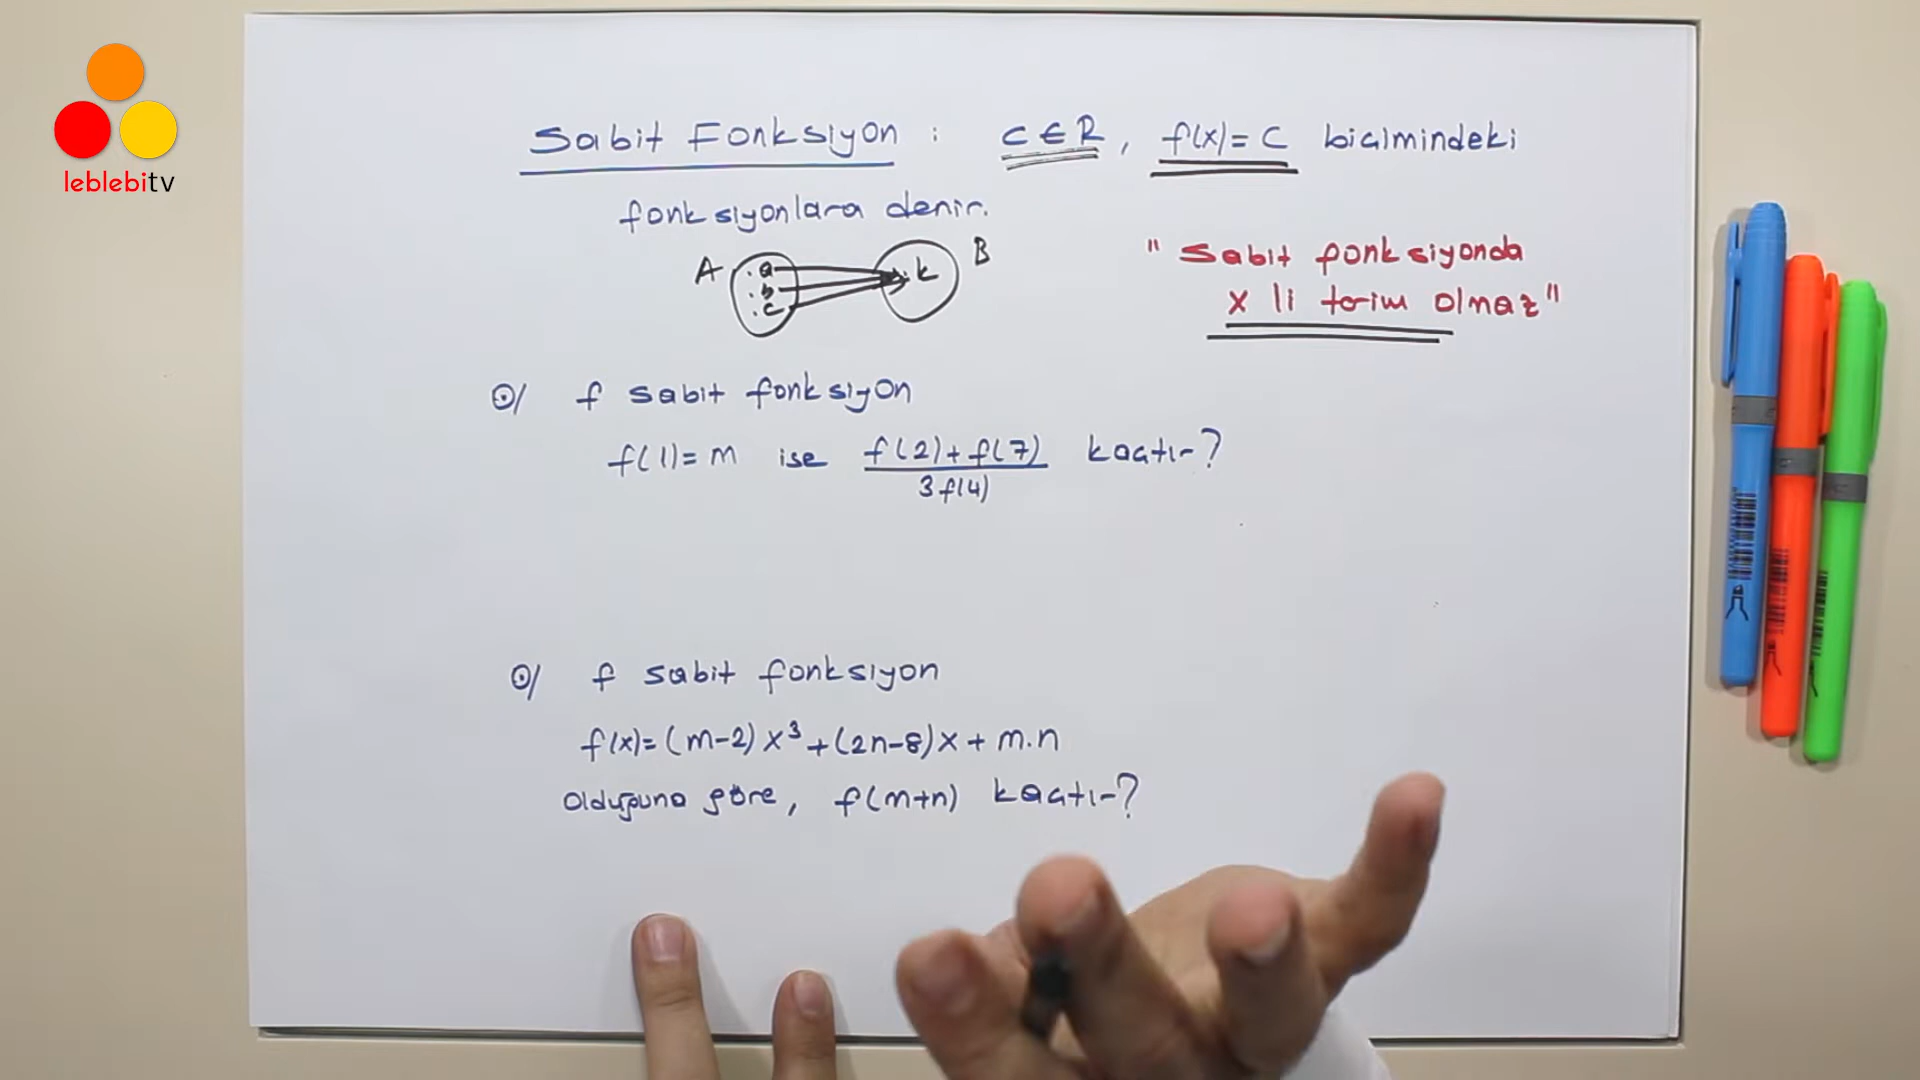 leblebitv
Sabit Fonksiyon : C ∈ R, f(x) = C biçimindeki
fonksiyonlara denir.
A .a .b .c .k B
"Sabit fonksiyonda
x li terim olmaz"
⊙/ f sabit fonksiyon
f(1) = m ise f(2) + f(7) / 3f(4) kaçtır?
⊙/ f sabit fonksiyon
f(x) = (m-2)x³ + (2n-8)x + m.n
Olduğuna göre, f(m+n) kaçtır?